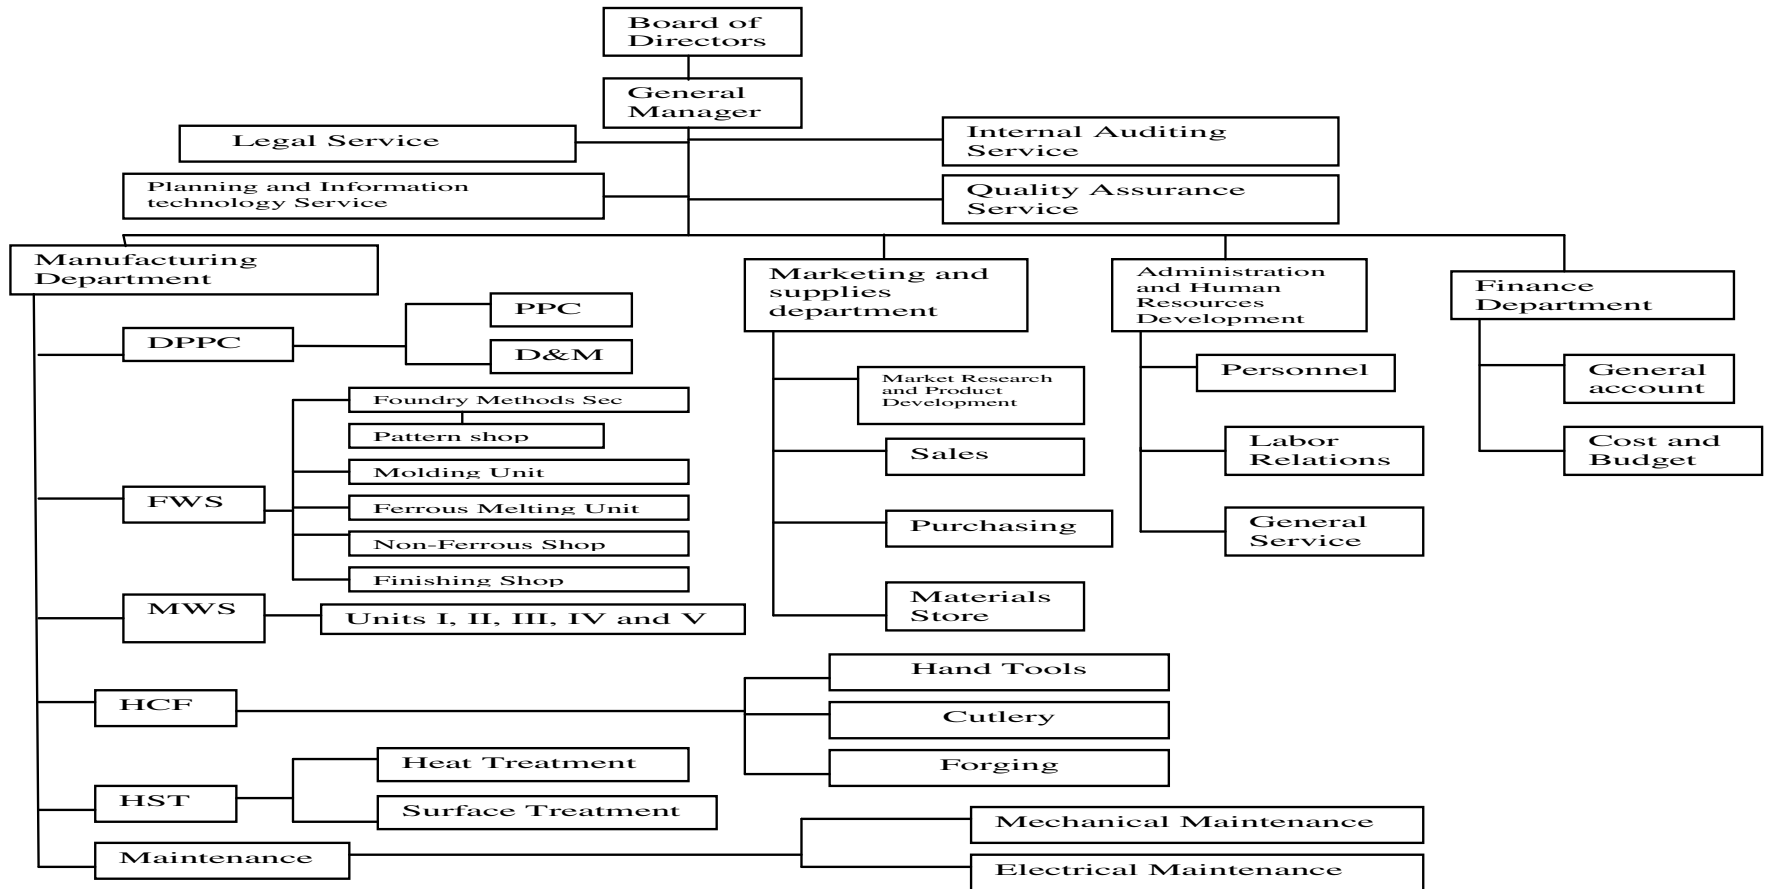 Board of
Directors
General
Manager
Legal Service
Internal Auditing
Service
Planning and Information
technology Service
Quality Assurance
Service
Manufacturing
Department
Marketing and
supplies
department
Administration
and Human
Resources
Development
Finance
Department
DPPC
PPC
D&M
FWS
Foundry Methods Sec
Pattern shop
Molding Unit
Ferrous Melting Unit
Non-Ferrous Shop
Finishing Shop
MWS
Units I, II, III, IV and V
HCF
Hand Tools
Cutlery
Forging
HST
Heat Treatment
Surface Treatment
Maintenance
Mechanical Maintenance
Electrical Maintenance
Market Research
and Product
Development
Sales
Purchasing
Materials
Store
Personnel
Labor
Relations
General
Service
General
account
Cost and
Budget